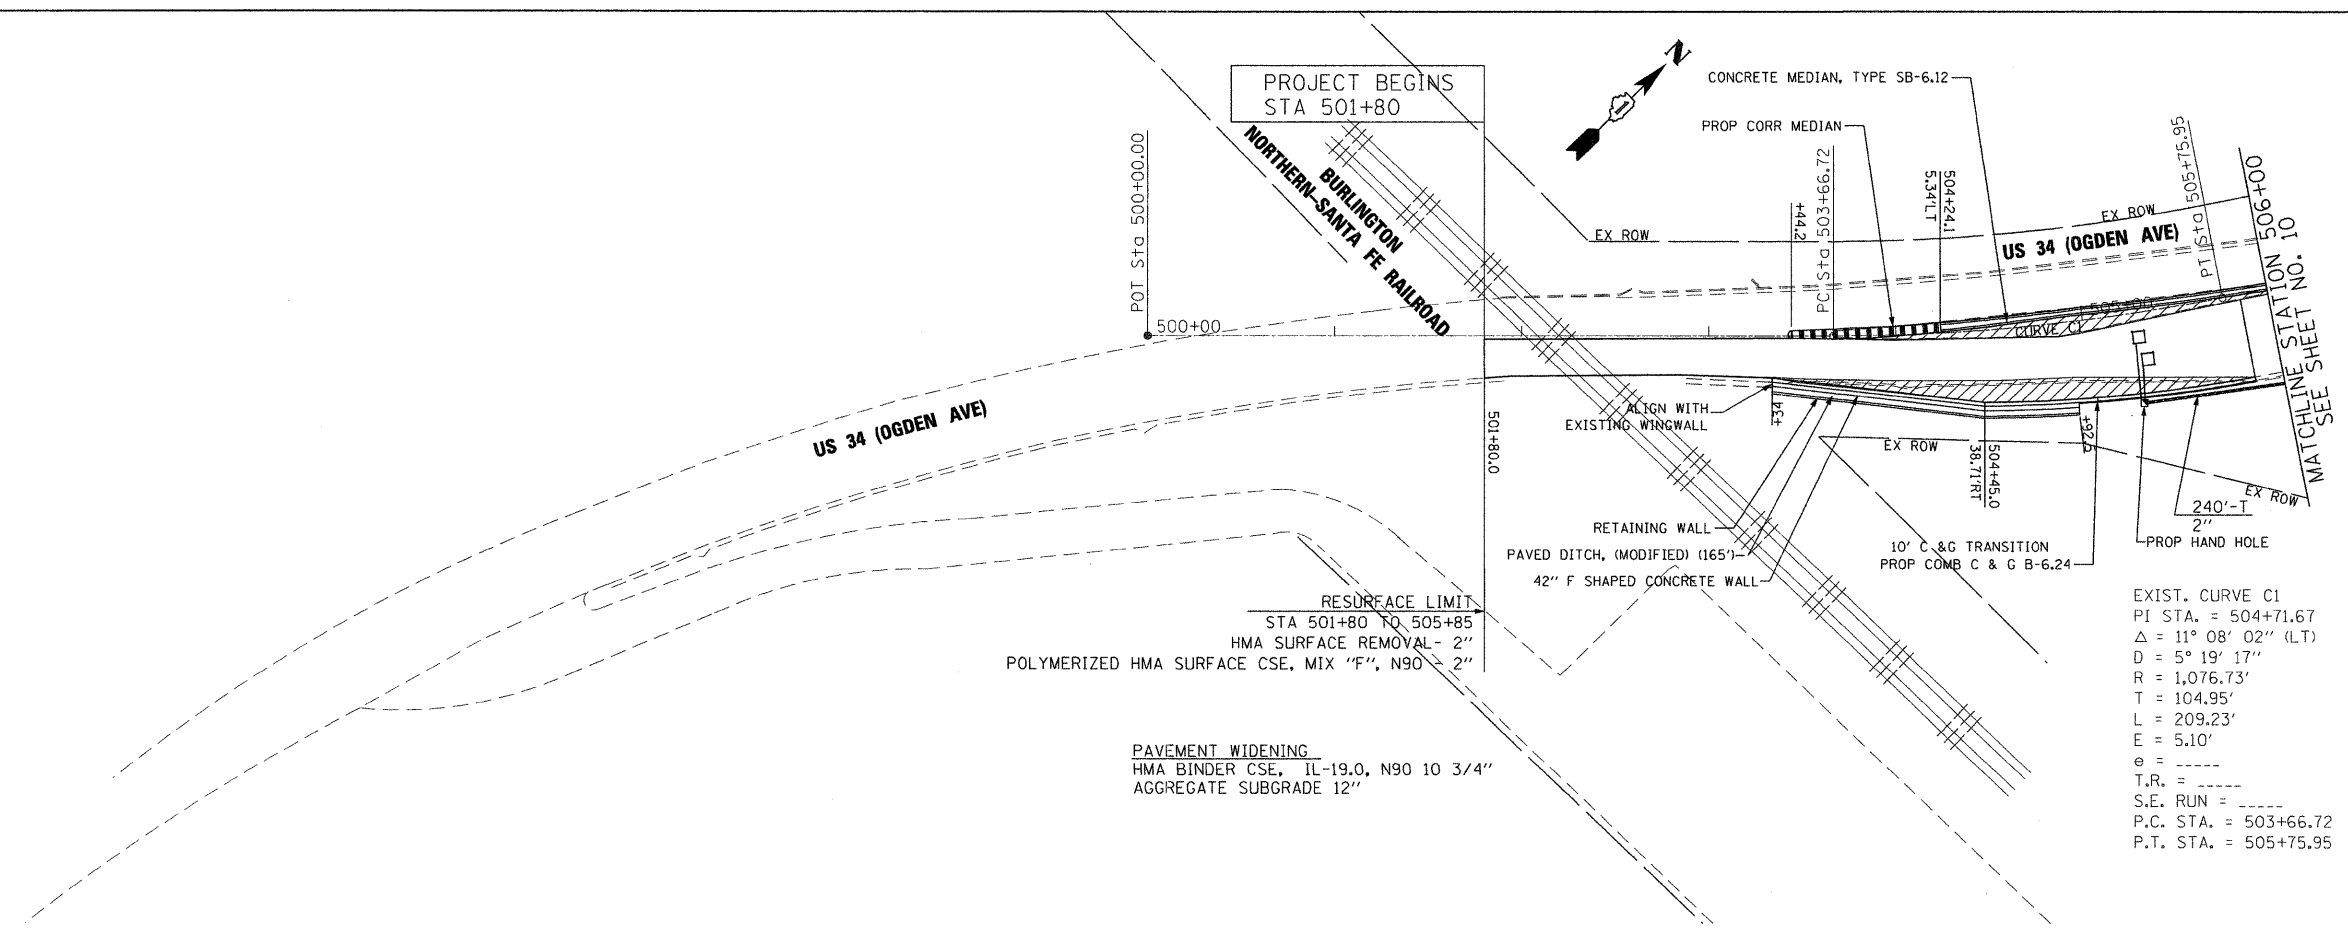 PROJECT BEGINS
STA 501+80
N
CONCRETE MEDIAN, TYPE SB-6.12
PROP CORR MEDIAN
POT Sta 500+00.00
500+00
NORTHERN-SANTA FE RAILROAD
BURLINGTON
EX ROW
+44.2
PC Sta 503+66.72
504+24.1
5.34'LT
EX ROW
US 34 (OGDEN AVE)
PT Sta 505+75.95
505+00
CURVE C1
MATCHLINE STATION 506+00
SEE SHEET NO. 10
US 34 (OGDEN AVE)
501+80.0
ALIGN WITH
EXISTING WINGWALL
+34
EX ROW
504+45.0
38.71'RT
+92.5
EX ROW
240'-T
2"
PROP HAND HOLE
RETAINING WALL
PAVED DITCH, (MODIFIED) (165')
42" F SHAPED CONCRETE WALL
10' C &G TRANSITION
PROP COMB C & G B-6.24
RESURFACE LIMIT
STA 501+80 TO 505+85
HMA SURFACE REMOVAL- 2"
POLYMERIZED HMA SURFACE CSE, MIX "F", N90 - 2"
PAVEMENT WIDENING
HMA BINDER CSE, IL-19.0, N90 10 3/4"
AGGREGATE SUBGRADE 12"
EXIST. CURVE C1
PI STA. = 504+71.67
Δ = 11° 08' 02" (LT)
D = 5° 19' 17"
R = 1,076.73'
T = 104.95'
L = 209.23'
E = 5.10'
e = _____
T.R. = _____
S.E. RUN = _____
P.C. STA. = 503+66.72
P.T. STA. = 505+75.95